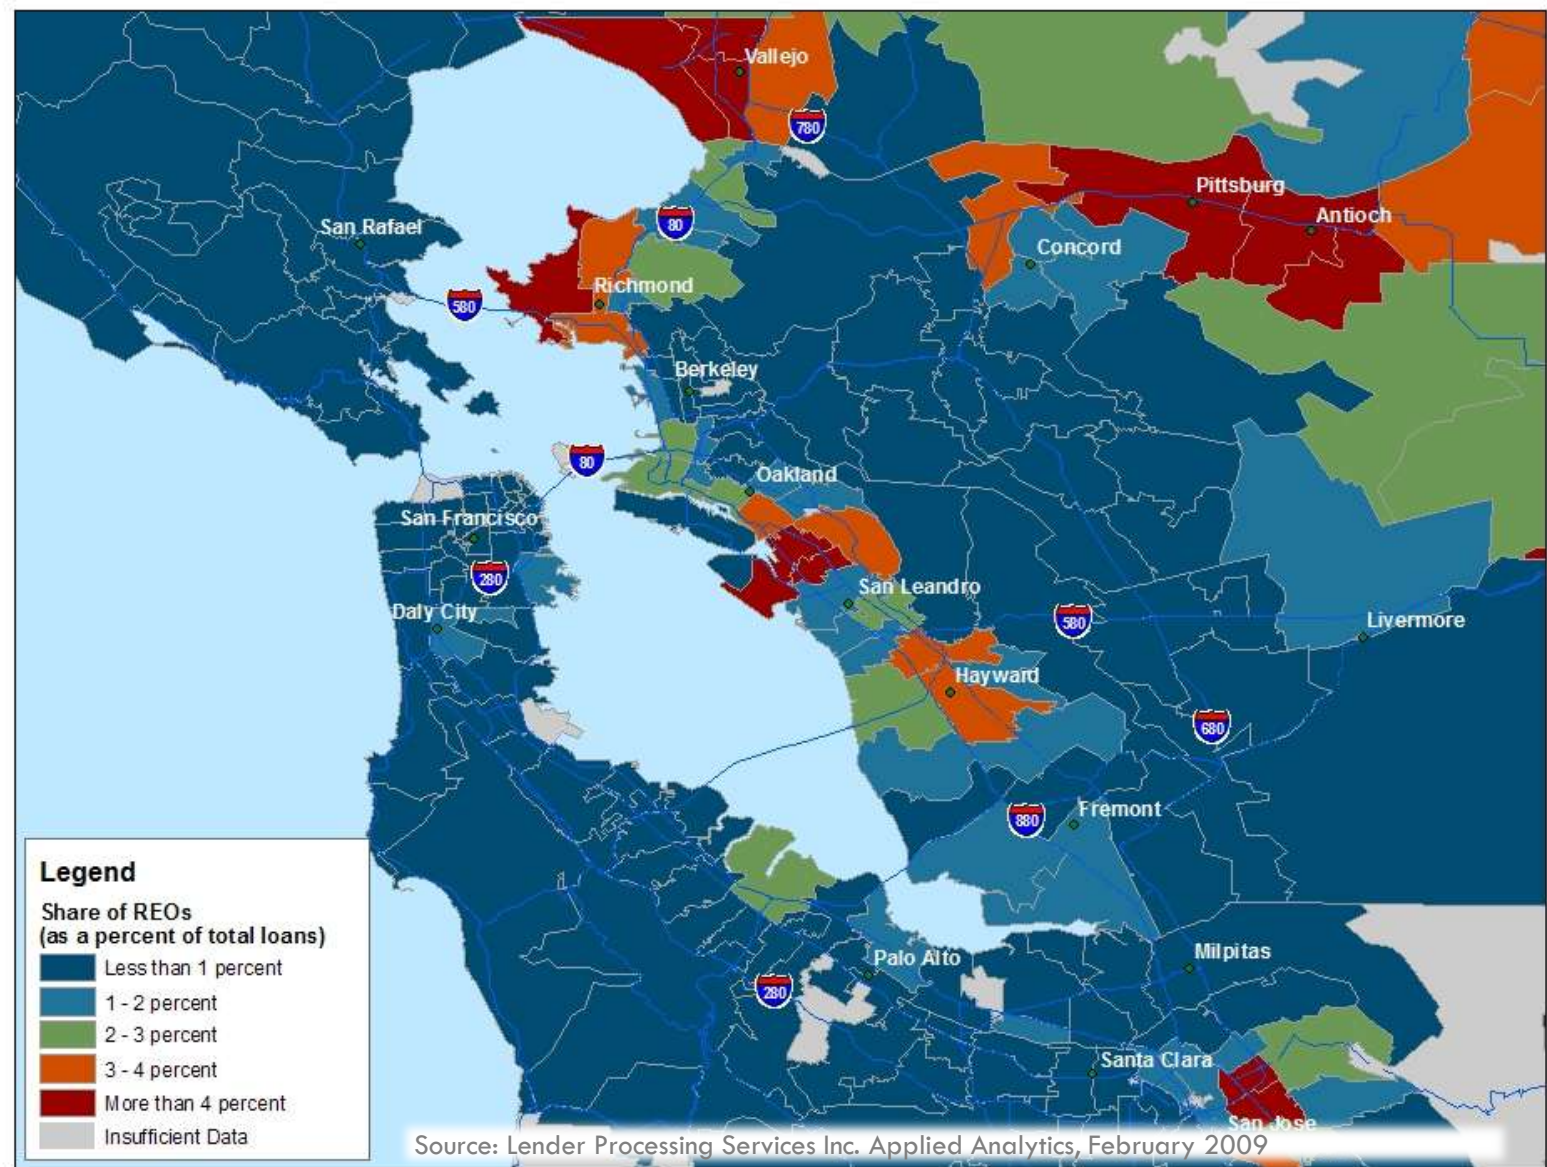 Vallejo
780
Pittsburg
Antioch
80
San Rafael
Concord
Richmond
580
Berkeley
80
Oakland
San Francisco
280
San Leandro
Daly City
580
Livermore
Hayward
680
880
Fremont
Palo Alto
Milpitas
280
Santa Clara
San Jose
Legend
Share of REOs
(as a percent of total loans)
Less than 1 percent
1 - 2 percent
2 - 3 percent
3 - 4 percent
More than 4 percent
Insufficient Data
Source: Lender Processing Services Inc. Applied Analytics, February 2009